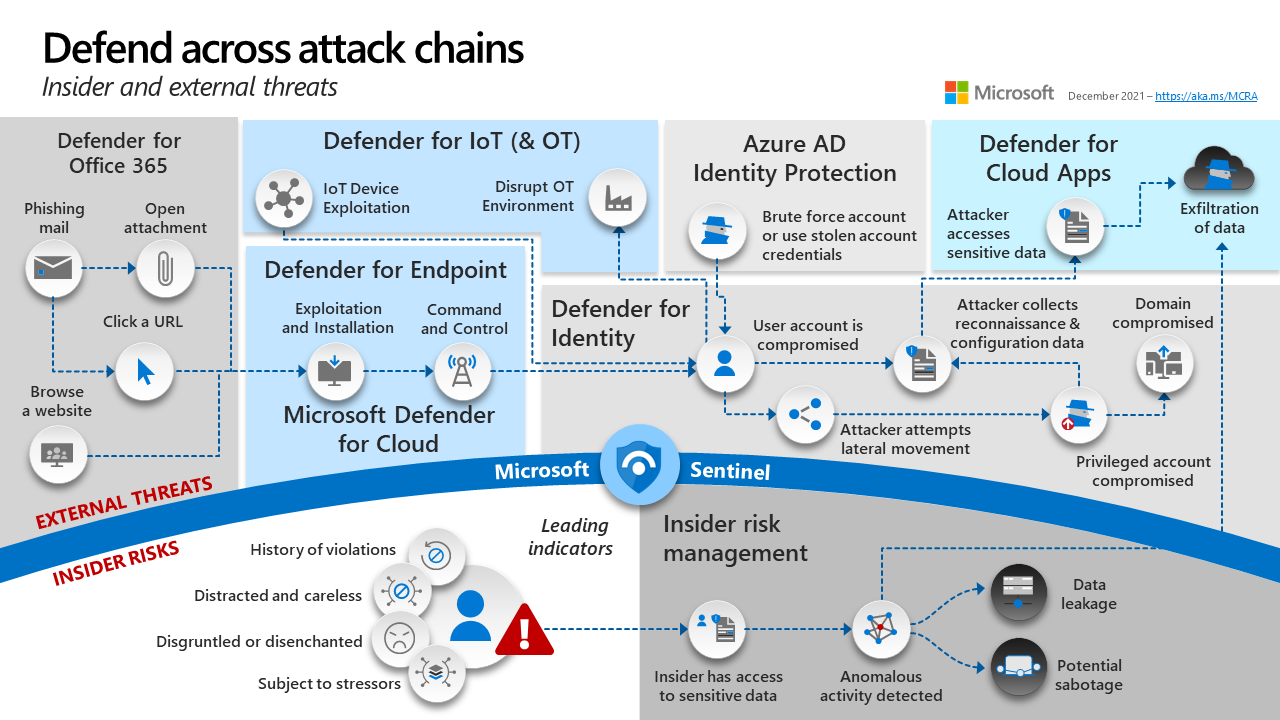 Defend across attack chains
Insider and external threats
Microsoft
December 2021 – https://aka.ms/MCRA
Defender for
Office 365
Phishing
mail
Open
attachment
Click a URL
Browse
a website
Defender for IoT (& OT)
IoT Device
Exploitation
Disrupt OT
Environment
Defender for Endpoint
Exploitation
and Installation
Command
and Control
Microsoft Defender
for Cloud
Azure AD
Identity Protection
Brute force account
or use stolen account
credentials
Defender for
Cloud Apps
Attacker
accesses
sensitive data
Exfiltration
of data
Defender for
Identity
User account is
compromised
Attacker collects
reconnaissance &
configuration data
Domain
compromised
Attacker attempts
lateral movement
Privileged account
compromised
Microsoft
Sentinel
EXTERNAL THREATS
INSIDER RISKS
Leading
indicators
History of violations
Distracted and careless
Disgruntled or disenchanted
Subject to stressors
Insider risk
management
Insider has access
to sensitive data
Anomalous
activity detected
Data
leakage
Potential
sabotage